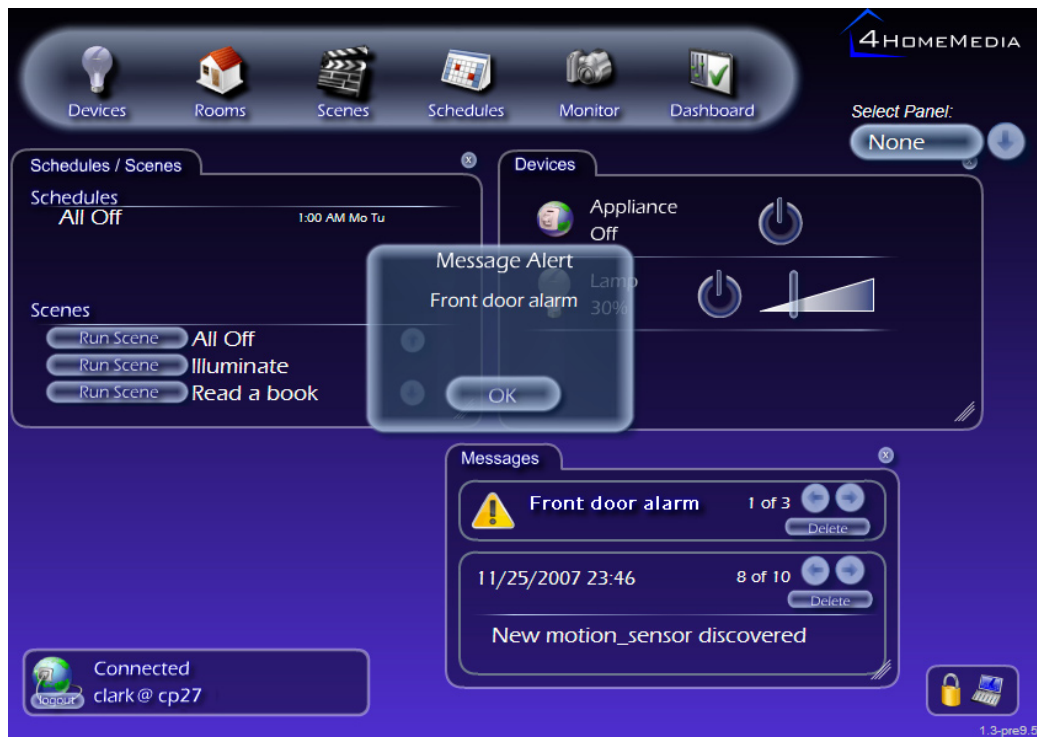 4HomeMedia
Devices Rooms Scenes Schedules Monitor Dashboard
Select Panel:
None
Schedules / Scenes
Schedules
All Off 1:00 AM Mo Tu
Scenes
Run Scene All Off
Run Scene Illuminate
Run Scene Read a book
Devices
Appliance
Off
Lamp
30%
Message Alert
Front door alarm
OK
Messages
Front door alarm 1 of 3
Delete
11/25/2007 23:46 8 of 10
Delete
New motion_sensor discovered
Connected
logout clark@cp27
1.3-pre9.5